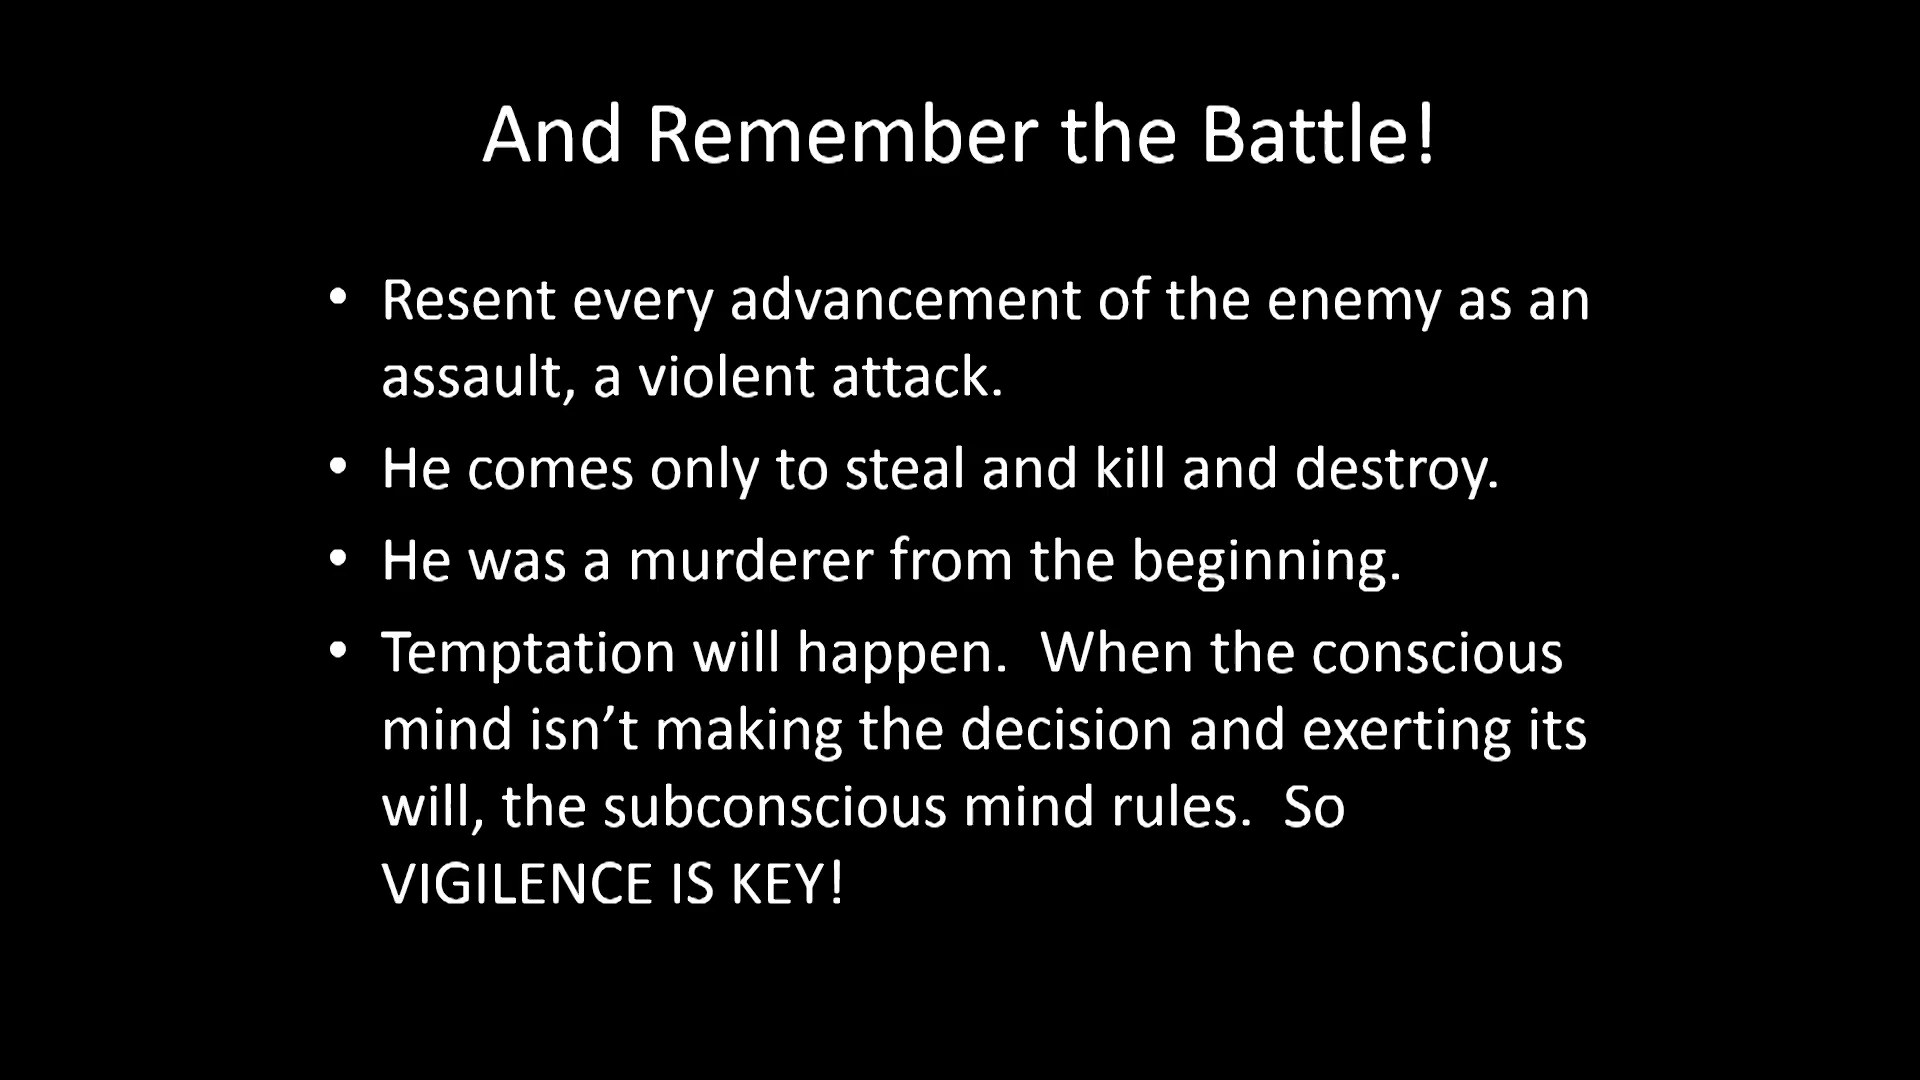 And Remember the Battle!
• Resent every advancement of the enemy as an
assault, a violent attack.
• He comes only to steal and kill and destroy.
• He was a murderer from the beginning.
• Temptation will happen.  When the conscious
mind isn’t making the decision and exerting its
will, the subconscious mind rules.  So
VIGILENCE IS KEY!